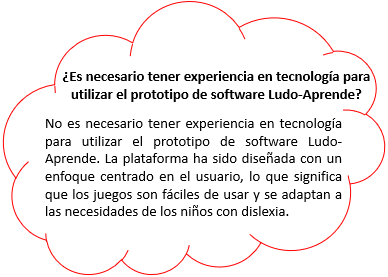 ¿Es necesario tener experiencia en tecnología para
utilizar el prototipo de software Ludo-Aprende?
No es necesario tener experiencia en tecnología
para utilizar el prototipo de software Ludo-
Aprende. La plataforma ha sido diseñada con un
enfoque centrado en el usuario, lo que significa
que los juegos son fáciles de usar y se adaptan a
las necesidades de los niños con dislexia.